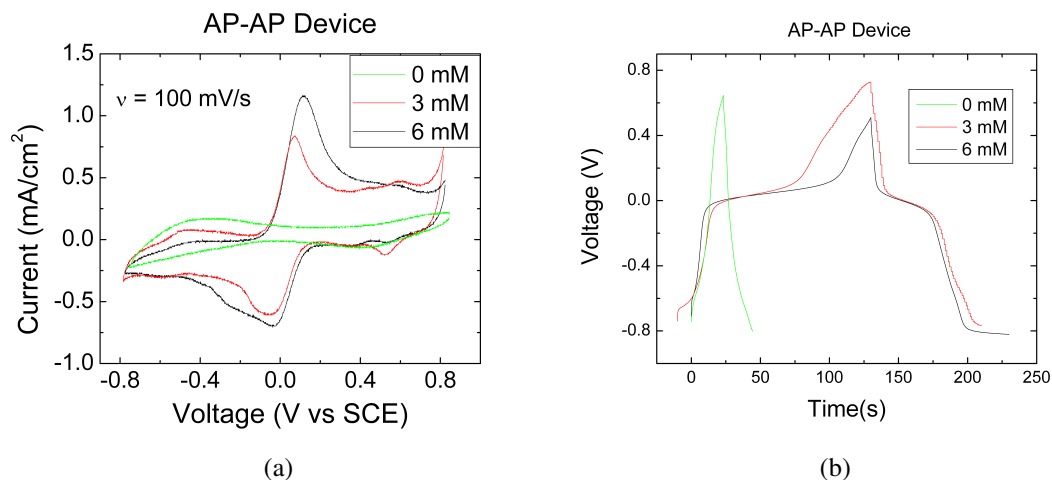 AP-AP Device
ν = 100 mV/s
0 mM
3 mM
6 mM
1.5
1.0
0.5
0.0
-0.5
-1.0
Current (mA/cm²)
-0.8
-0.4
0.0
0.4
0.8
Voltage (V vs SCE)
(a)
AP-AP Device
0 mM
3 mM
6 mM
0.8
0.4
0.0
-0.4
-0.8
Voltage (V)
0
50
100
150
200
250
Time(s)
(b)